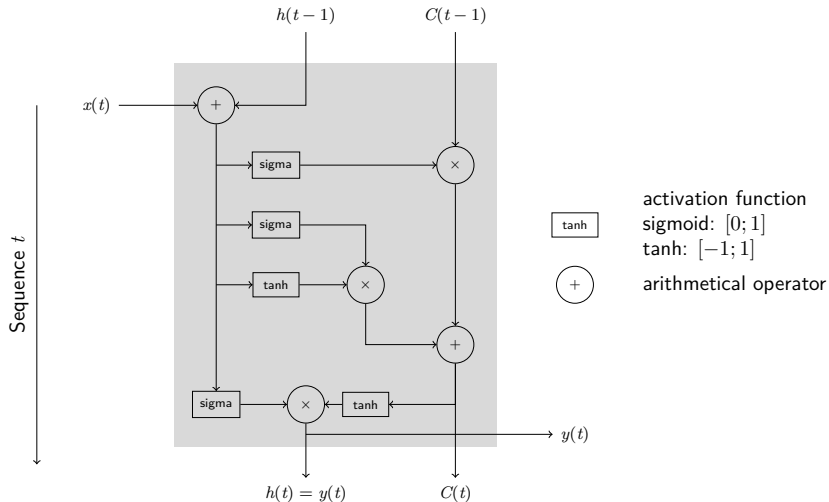 h(t−1)
C(t−1)
x(t)
+
sigma
×
sigma
tanh
×
+
sigma
×
tanh
y(t)
h(t) = y(t)
C(t)
Sequence t
tanh
activation function
sigmoid: [0; 1]
tanh: [−1; 1]
+
arithmetical operator